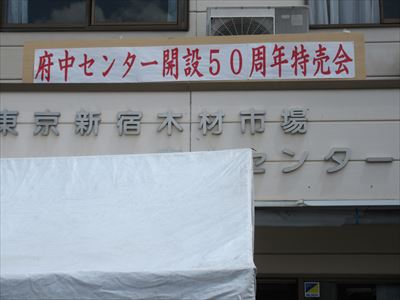 府中センター開設50周年特売会
東京新宿木材市場
センター